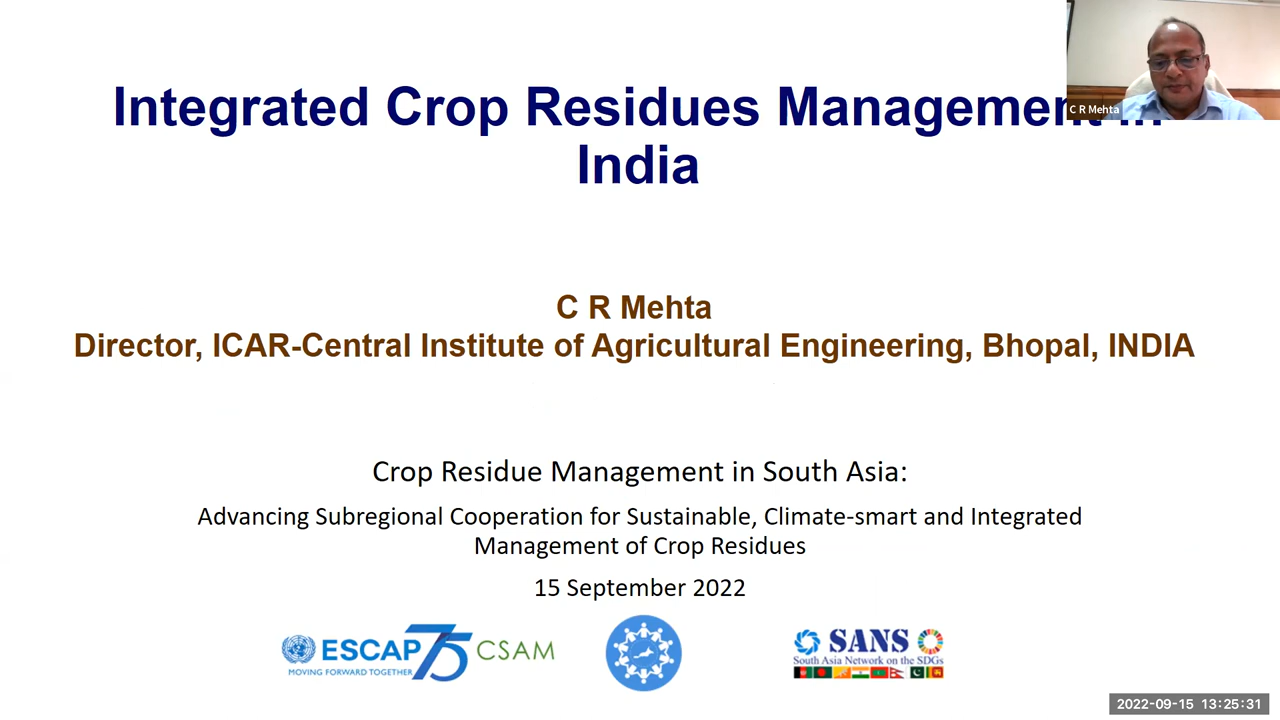 Integrated Crop Residues Management in
India
C R Mehta
C R Mehta
Director, ICAR-Central Institute of Agricultural Engineering, Bhopal, INDIA
Crop Residue Management in South Asia:
Advancing Subregional Cooperation for Sustainable, Climate-smart and Integrated
Management of Crop Residues
15 September 2022
ESCAP 75 CSAM
MOVING FORWARD TOGETHER
SANS
South Asia Network on the SDGs
2022-09-15 13:25:31